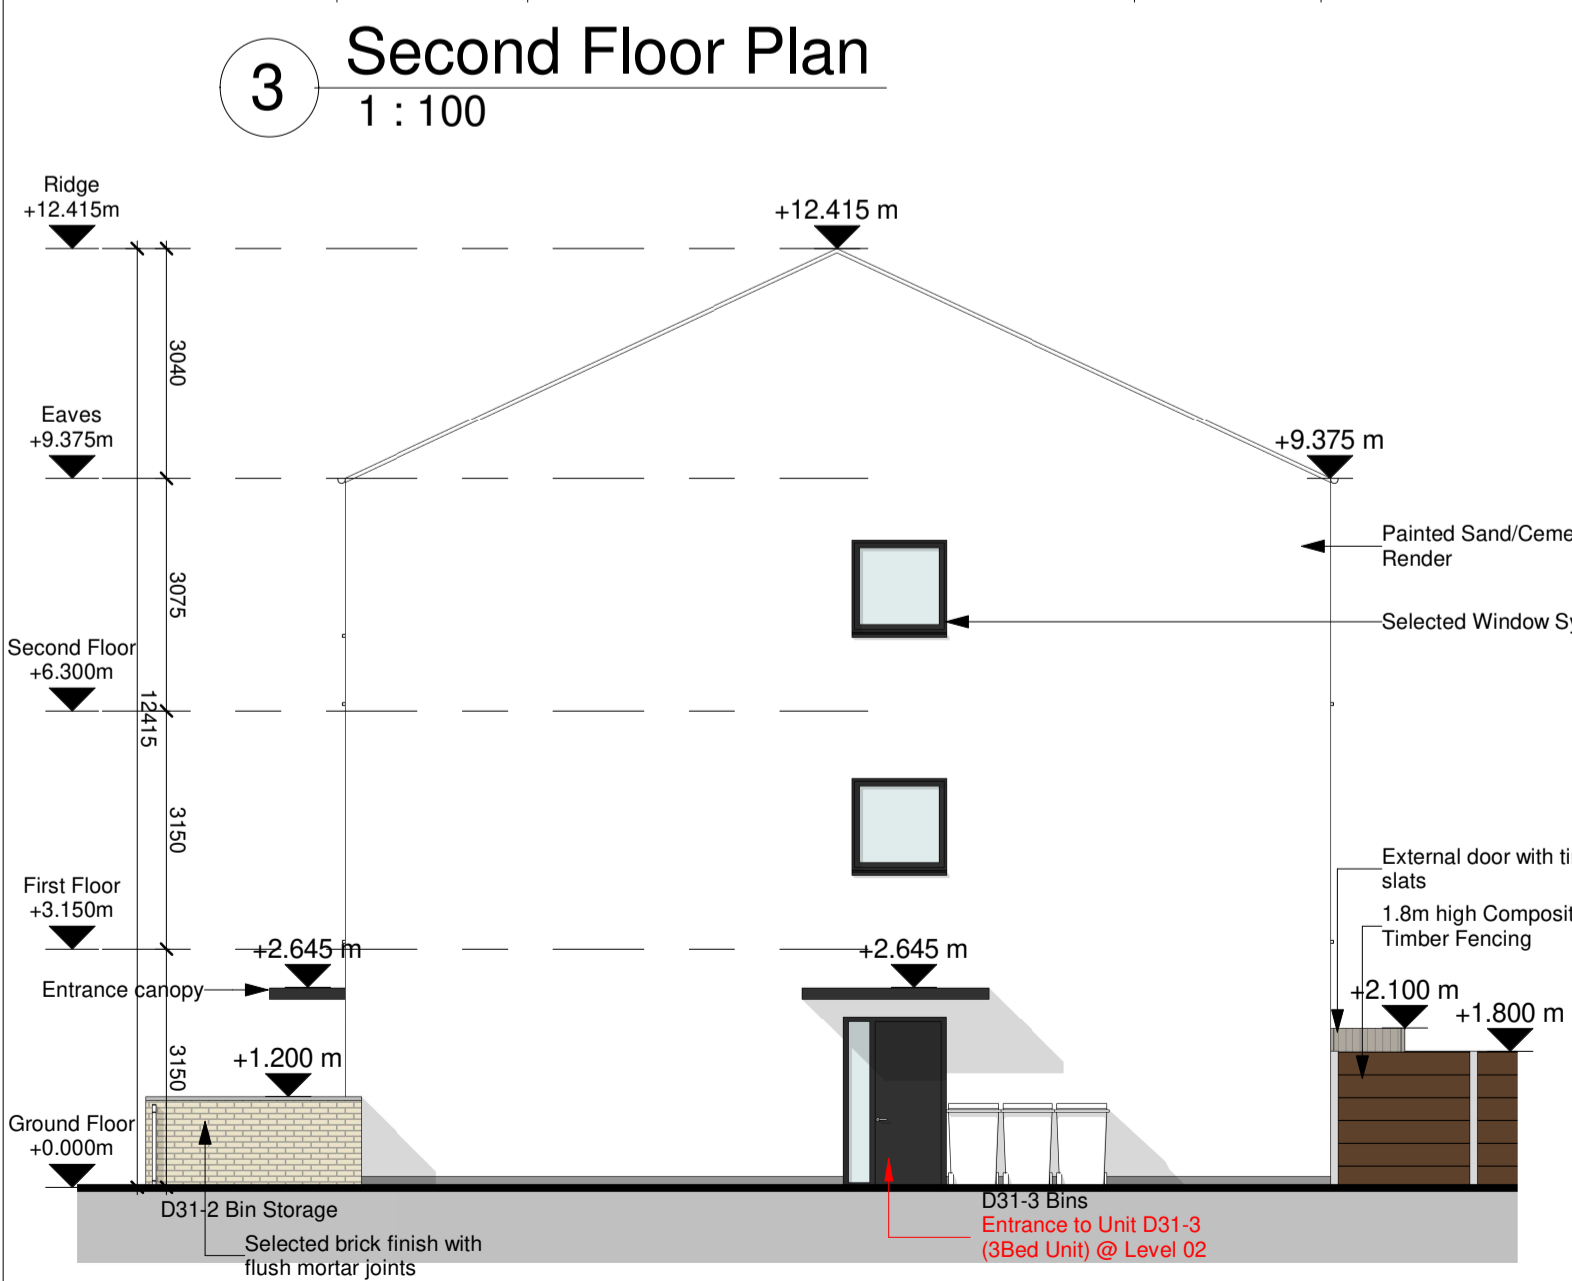 3
Second Floor Plan
1 : 100
Ridge
+12.415m
+12.415 m
3040
Eaves
+9.375m
+9.375 m
Painted Sand/Ceme
Render
3075
Selected Window Sy
Second Floor
+6.300m
12415
3150
External door with ti
slats
First Floor
+3.150m
1.8m high Composit
Timber Fencing
+2.645 m
+2.645 m
Entrance canopy
+2.100 m
+1.800 m
+1.200 m
3150
Ground Floor
+0.000m
D31-2 Bin Storage
D31-3 Bins
Entrance to Unit D31-3
(3Bed Unit) @ Level 02
Selected brick finish with
flush mortar joints